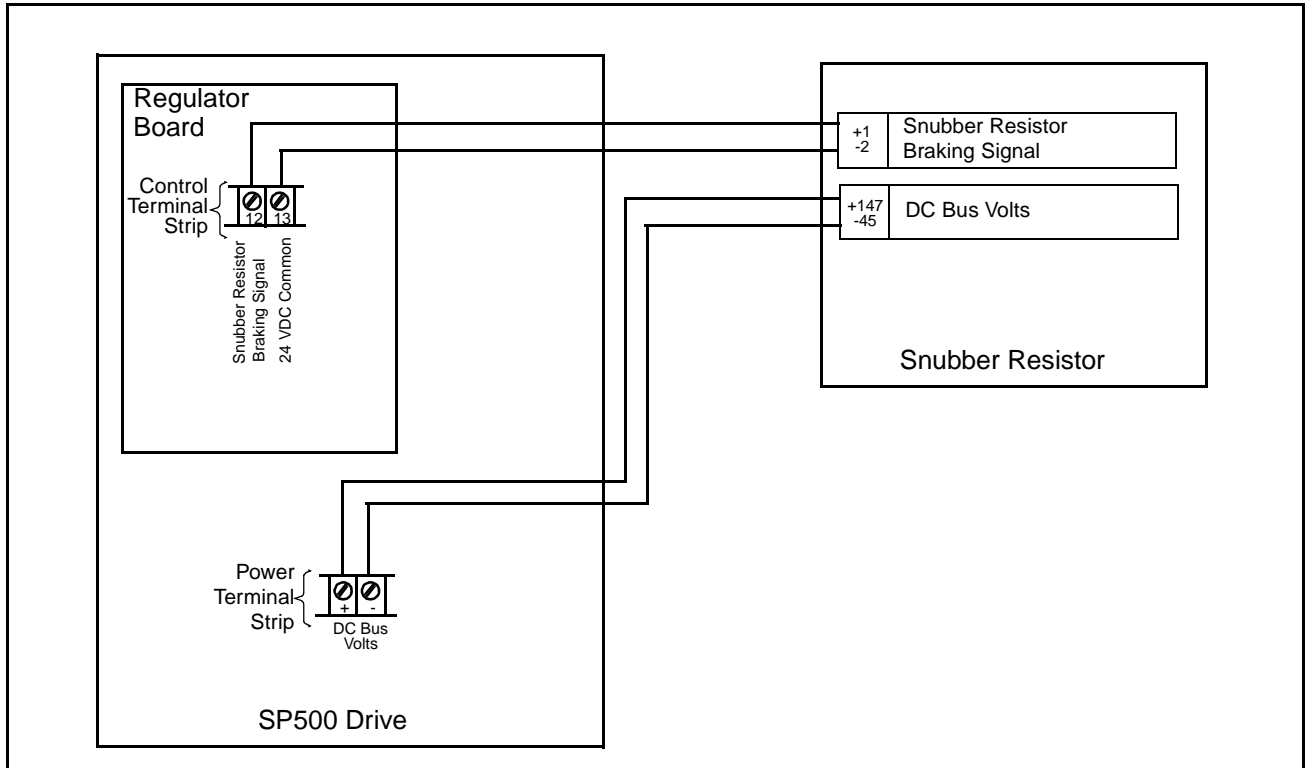 Regulator
Board
Control
Terminal
Strip
12 13
Snubber Resistor
Braking Signal
24 VDC Common
+1
-2
Snubber Resistor
Braking Signal
+147
-45
DC Bus Volts
Snubber Resistor
Power
Terminal
Strip
+ -
DC Bus
Volts
SP500 Drive